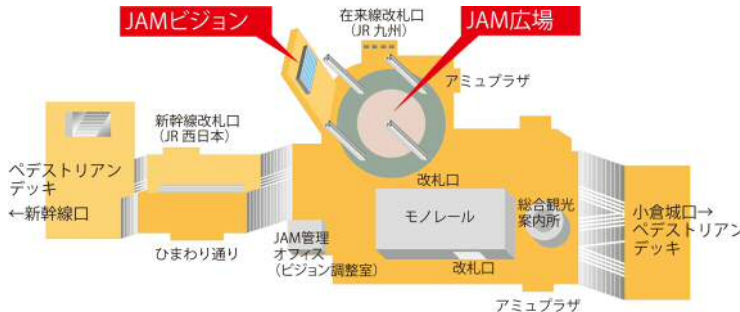 JAMビジョン
在来線改札口
(JR 九州)
JAM広場
アミュプラザ
新幹線改札口
(JR 西日本)
ペデストリアン
デッキ
←新幹線口
改札口
モノレール
総合観光
案内所
小倉城口→
ペデストリアン
デッキ
ひまわり通り
JAM管理
オフィス
(ビジョン調整室)
改札口
アミュプラザ